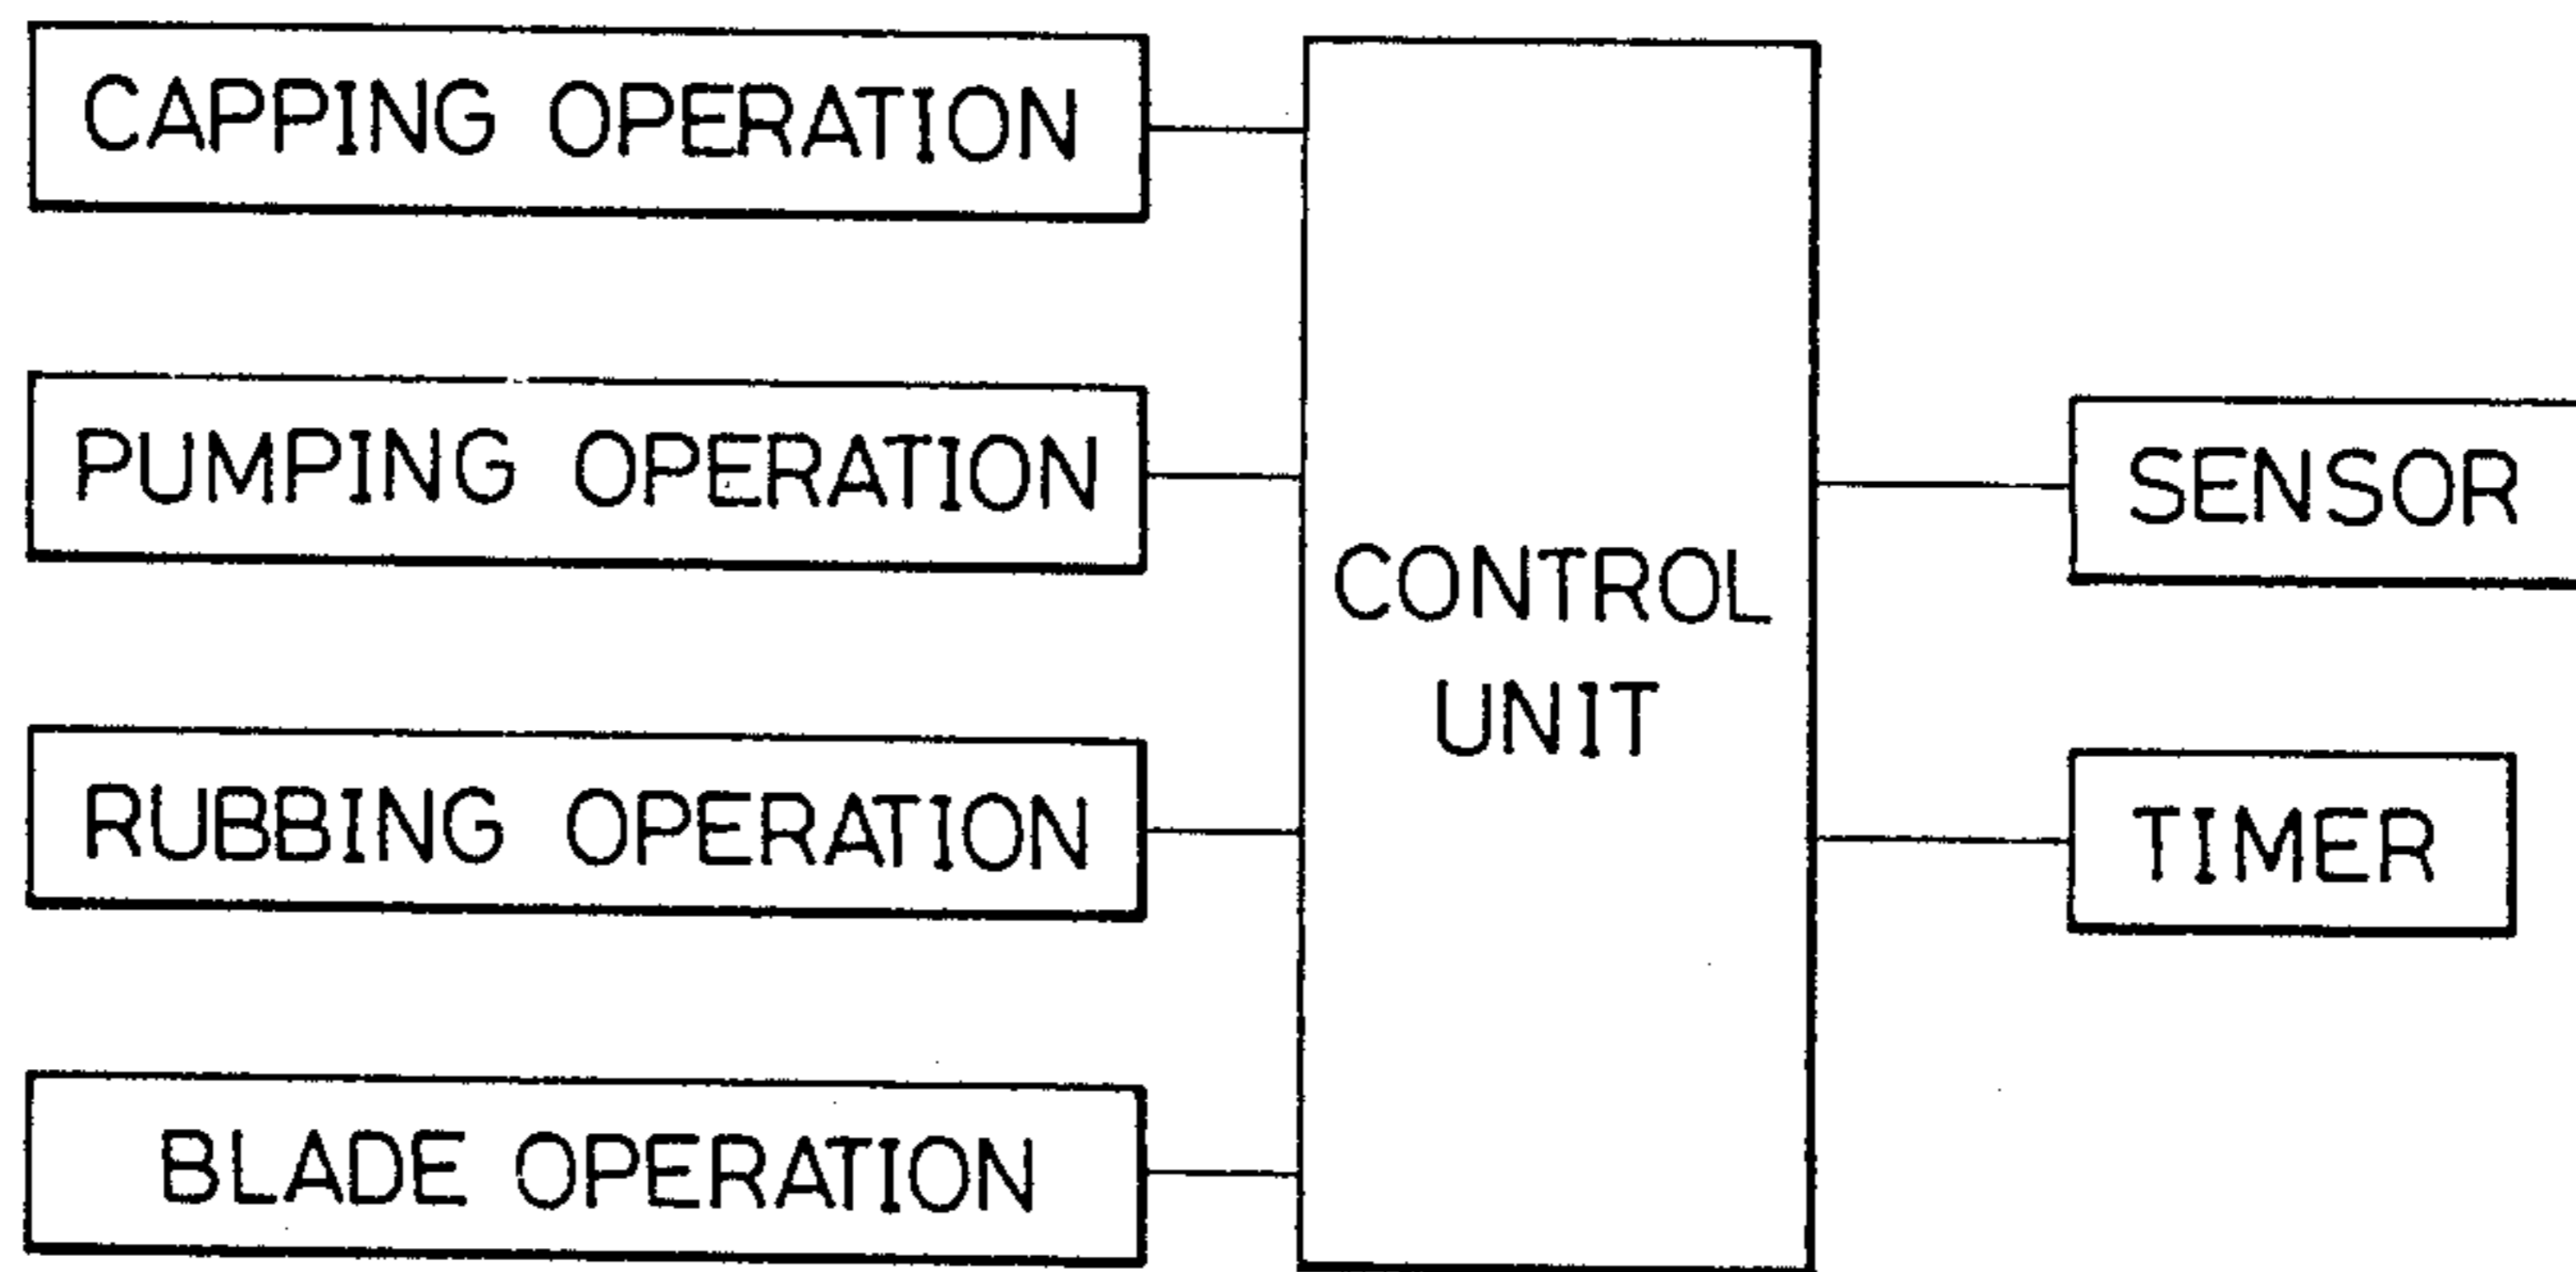 CAPPING OPERATION
PUMPING OPERATION
RUBBING OPERATION
BLADE OPERATION
CONTROL
UNIT
SENSOR
TIMER